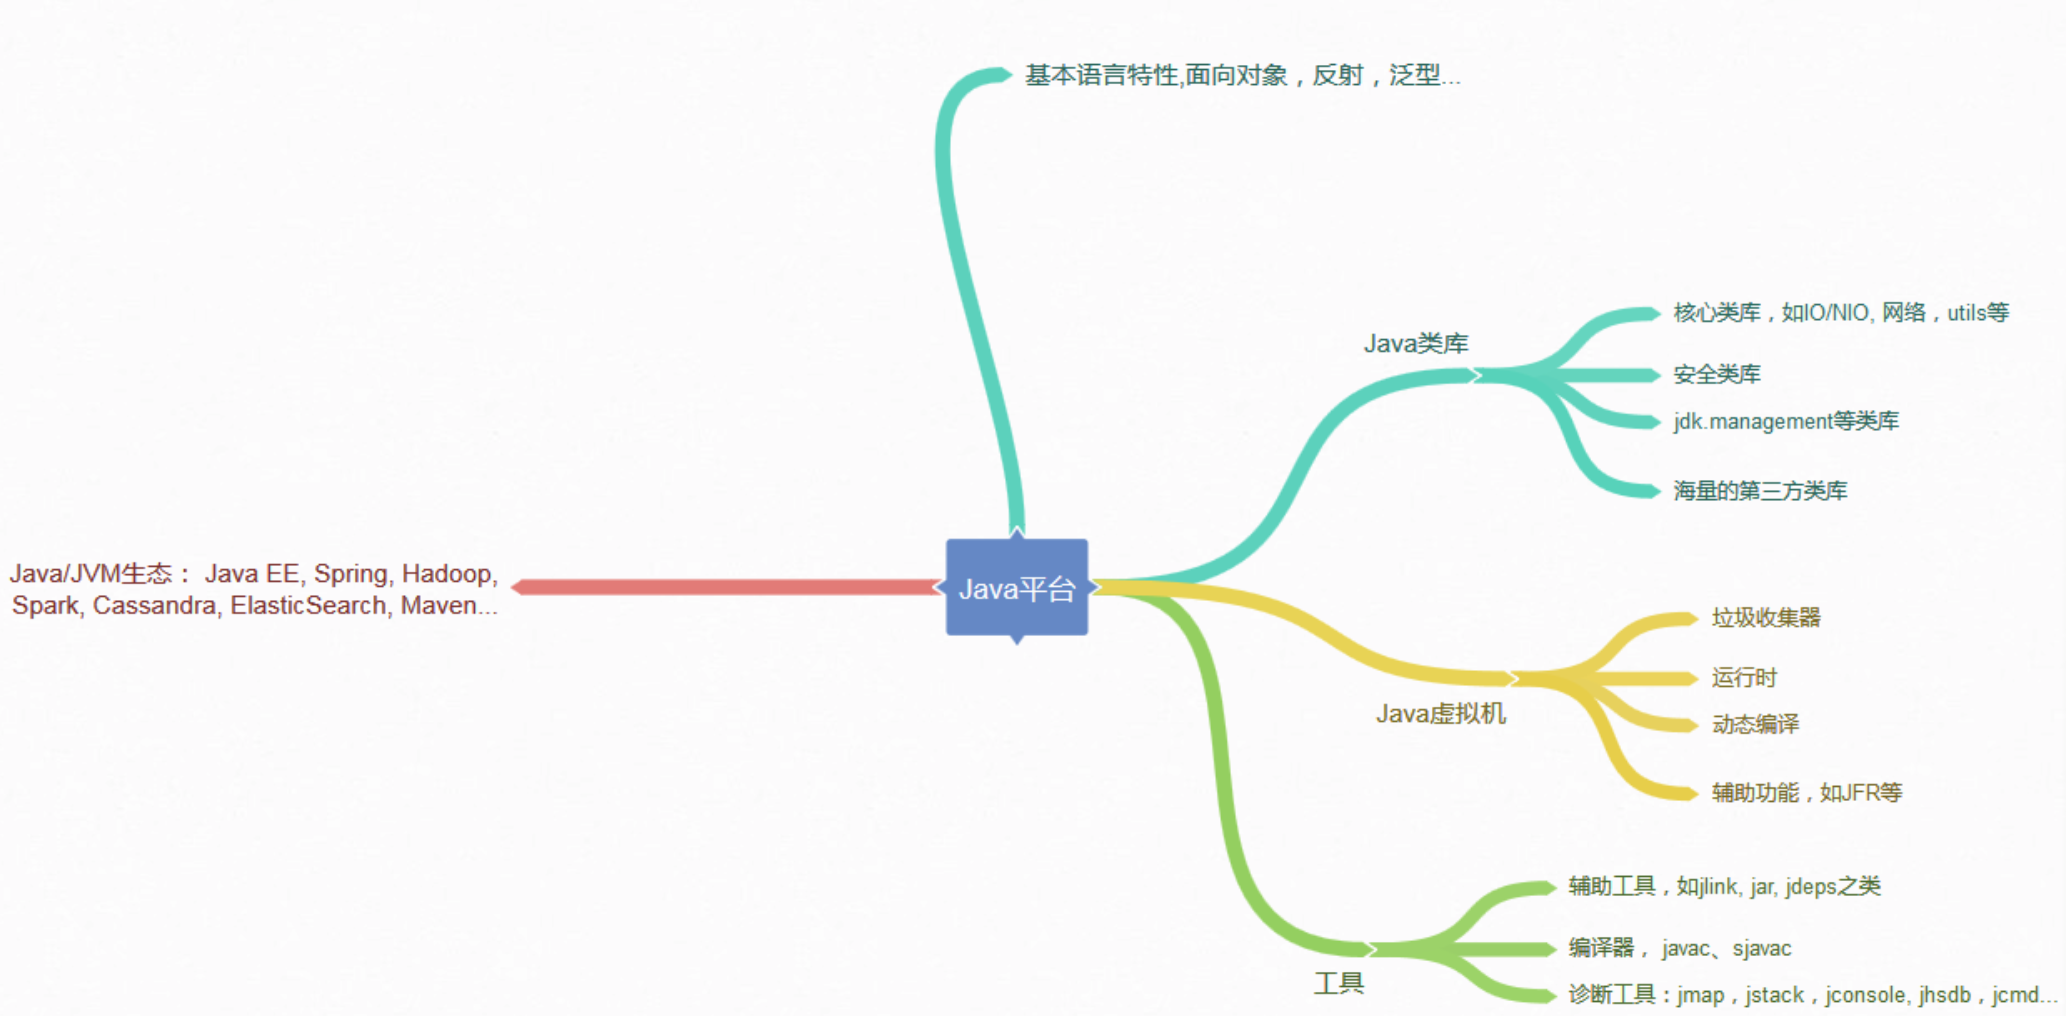 基本语言特性,面向对象，反射，泛型...
Java类库
核心类库，如IO/NIO, 网络，utils等
安全类库
jdk.management等类库
海量的第三方类库
Java/JVM生态： Java EE, Spring, Hadoop,
Spark, Cassandra, ElasticSearch, Maven...
Java平台
Java虚拟机
垃圾收集器
运行时
动态编译
辅助功能，如JFR等
工具
辅助工具，如jlink, jar, jdeps之类
编译器， javac、sjavac
诊断工具：jmap，jstack，jconsole, jhsdb，jcmd...